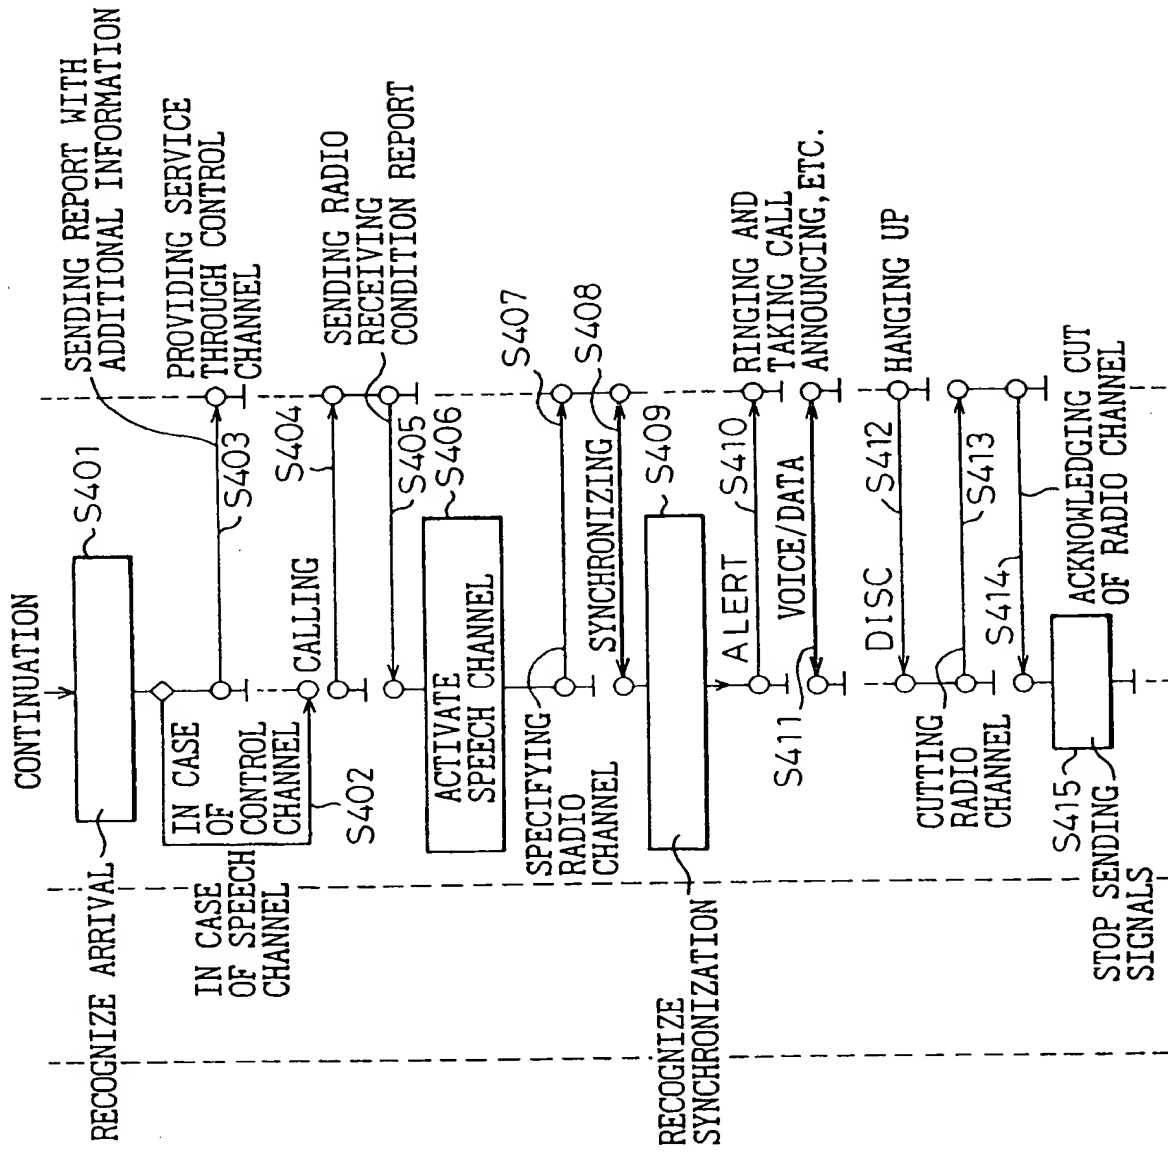 CONTINUATION
SENDING REPORT WITH
ADDITIONAL INFORMATION
S401
RECOGNIZE ARRIVAL
PROVIDING SERVICE
THROUGH CONTROL
CHANNEL
S403
IN CASE
OF
CONTROL
CHANNEL
IN CASE
OF SPEECH
CHANNEL
S402
CALLING
S404
SENDING RADIO
RECEIVING
CONDITION REPORT
S405
S406
ACTIVATE
SPEECH CHANNEL
SPECIFYING
RADIO
CHANNEL
S407
SYNCHRONIZING
S408
S409
RECOGNIZE
SYNCHRONIZATION
ALERT
S410
RINGING AND
TAKING CALL
S411
VOICE/DATA
ANNOUNCING,ETC.
DISC
S412
HANGING UP
CUTTING
RADIO
CHANNEL
S413
S414
ACKNOWLEDGING CUT
OF RADIO CHANNEL
S415
STOP SENDING
SIGNALS